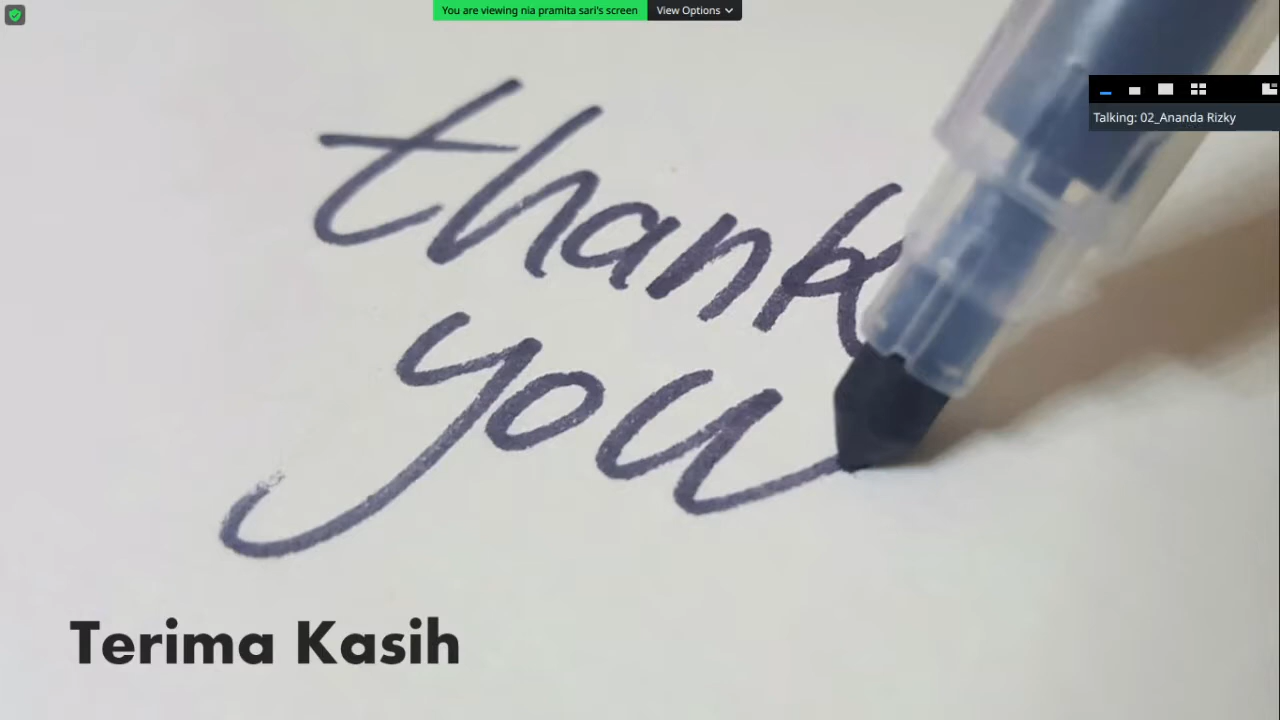 You are viewing nia pramita sari's screen View Options
Talking: 02_Ananda Rizky
thank
you
Terima Kasih